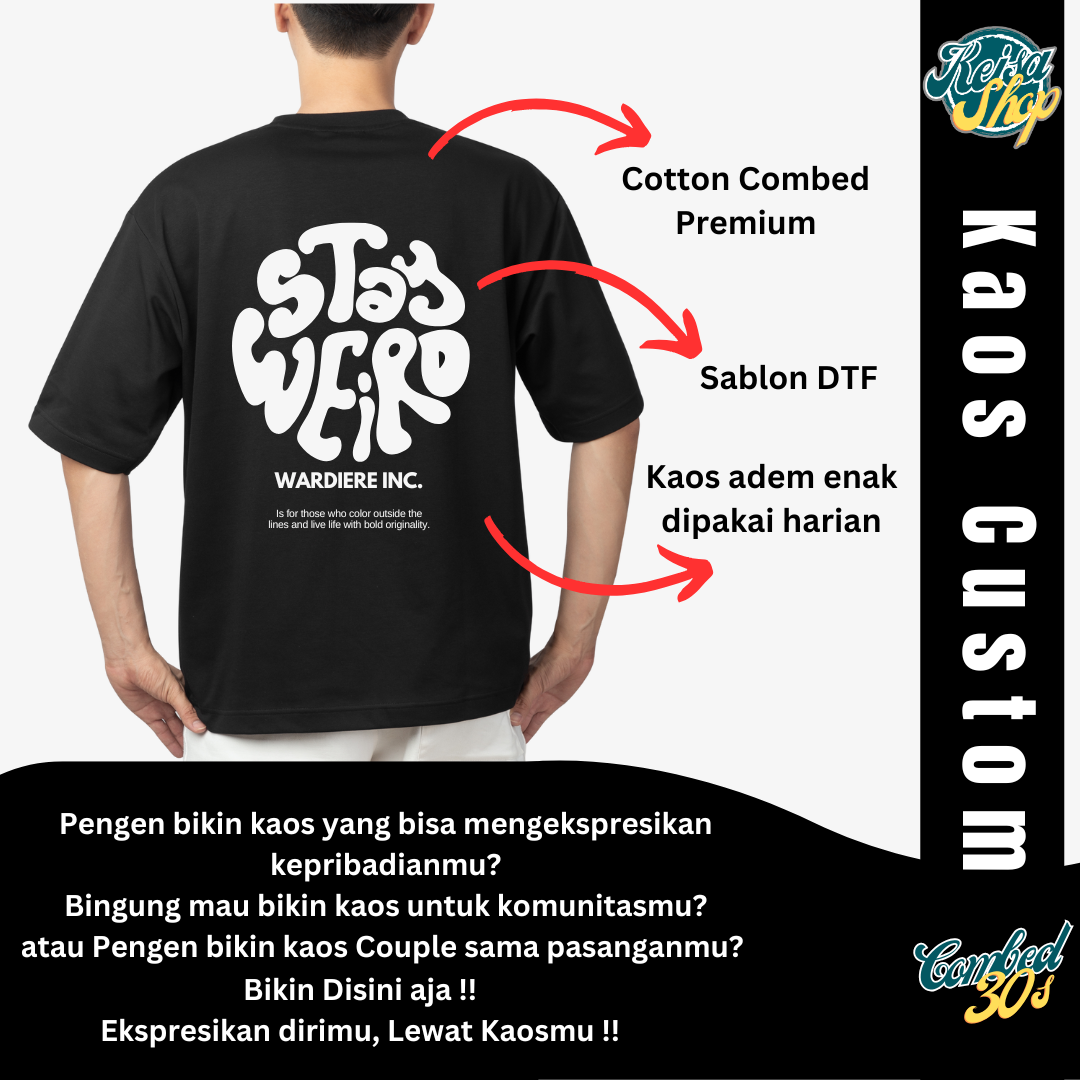 Keisa
Shop
Cotton Combed
Premium
STay
WEiRD
WARDIERE INC.
Is for those who color outside the
lines and live life with bold originality.
Sablon DTF
Kaos adem enak
dipakai harian
Kaos Custom
Pengen bikin kaos yang bisa mengekspresikan
kepribadianmu?
Bingung mau bikin kaos untuk komunitasmu?
atau Pengen bikin kaos Couple sama pasanganmu?
Bikin Disini aja !!
Ekspresikan dirimu, Lewat Kaosmu !!
Combed
30s